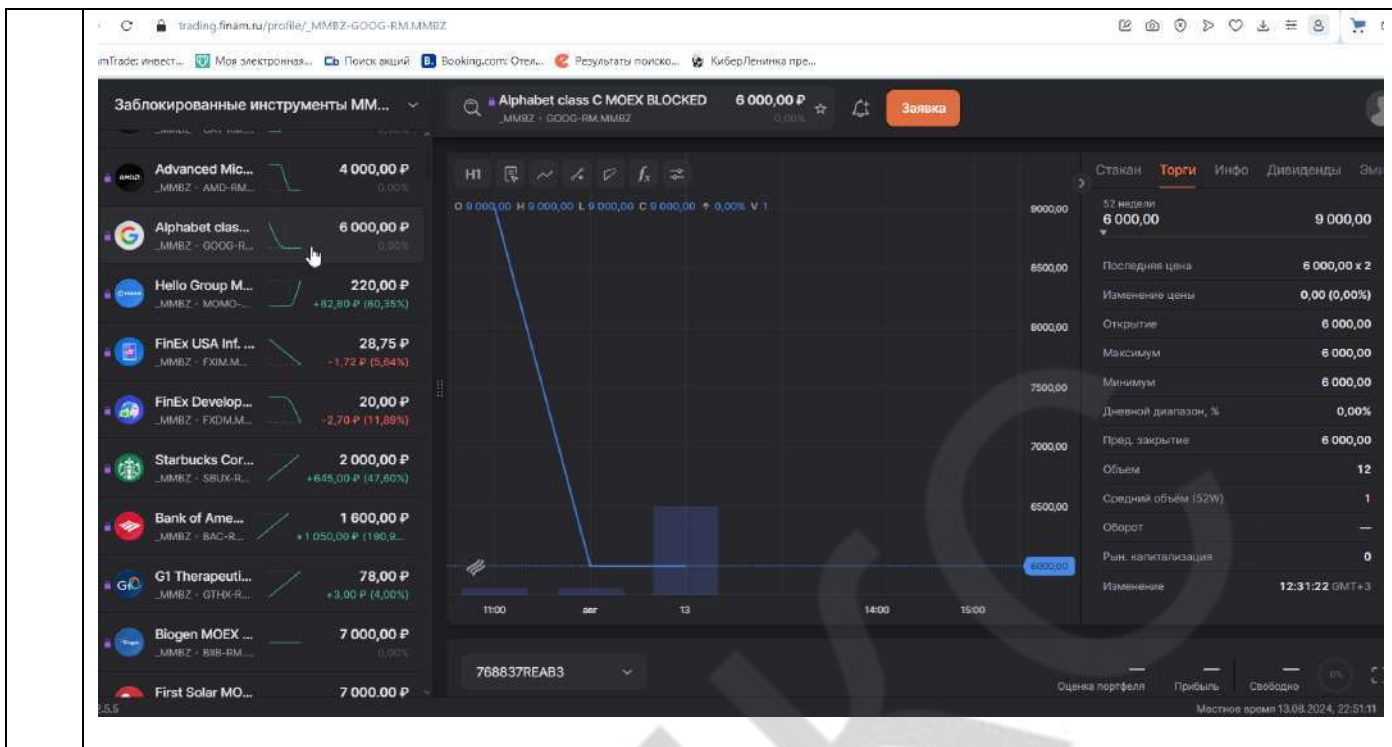 trading.finam.ru/profile/_MMBZ-GOOG-RM.MMBZ
mTrade: инвест... Моя электронная... Поиск акций Booking.com: Отел... Результаты поиско... КиберЛенинка пре...
Заблокированные инструменты ММ...
Alphabet class C MOEX BLOCKED 6 000,00 ₽
_MMBZ - GOOG-RM.MMBZ 0,00%
Заявка
Advanced Mic... 4 000,00 ₽
_MMBZ - AMD-RM... 0,00%
Alphabet clas... 6 000,00 ₽
_MMBZ - GOOG-R... 0,00%
Hello Group M... 220,00 ₽
_MMBZ - MOMO-... +82,80 ₽ (60,35%)
FinEx USA Inf. ... 28,75 ₽
_MMBZ - FXIM.M... -1,72 ₽ (5,64%)
FinEx Develop... 20,00 ₽
_MMBZ - FXDM.M... -2,70 ₽ (11,89%)
Starbucks Cor... 2 000,00 ₽
_MMBZ - SBUX-R... +645,00 ₽ (47,60%)
Bank of Ame... 1 600,00 ₽
_MMBZ - BAC-R... +1 050,00 ₽ (190,9...
G1 Therapeuti... 78,00 ₽
_MMBZ - GTHX-R... +3,00 ₽ (4,00%)
Biogen MOEX ... 7 000,00 ₽
_MMBZ - BIIB-RM.... 0,00%
First Solar MO... 7 000.00 ₽
2.5.5
H1
O 9 000,00 H 9 000,00 L 9 000,00 C 9 000,00 ↑ 0,00% V 1
9000,00
8500,00
8000,00
7500,00
7000,00
6500,00
6000,00
11:00 авг 13 14:00 15:00
Стакан Торги Инфо Дивиденды
52 недели
6 000,00 9 000,00
Последняя цена 6 000,00 x 2
Изменение цены 0,00 (0,00%)
Открытие 6 000,00
Максимум 6 000,00
Минимум 6 000,00
Дневной диапазон, % 0,00%
Пред. закрытие 6 000,00
Объем 12
Средний объём (52W) 1
Оборот —
Рын. капитализация 0
Изменение 12:31:22 GMT+3
768837REAB3
Оценка портфеля Прибыль Свободно
0%
Местное время 13.08.2024, 22:51:11